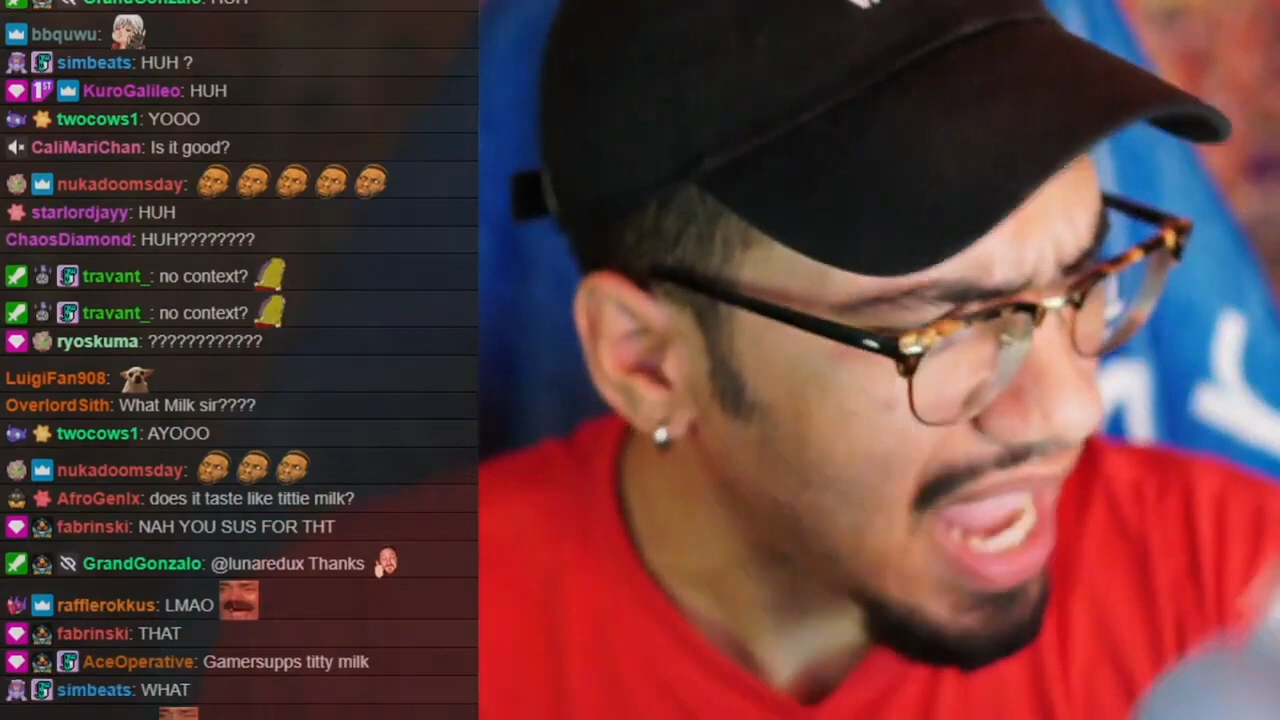 GrandGonzalo: HUH
bbquwu:
simbeats: HUH ?
1ST KuroGalileo: HUH
twocows1: YOOO
CaliMariChan: Is it good?
nukadoomsday:
starlordjayy: HUH
ChaosDiamond: HUH????????
travant_: no context?
travant_: no context?
ryoskuma: ????????????
LuigiFan908:
OverlordSith: What Milk sir????
twocows1: AYOOO
nukadoomsday:
AfroGenIx: does it taste like tittie milk?
fabrinski: NAH YOU SUS FOR THT
GrandGonzalo: @lunaredux Thanks
rafflerokkus: LMAO
fabrinski: THAT
AceOperative: Gamersupps titty milk
simbeats: WHAT